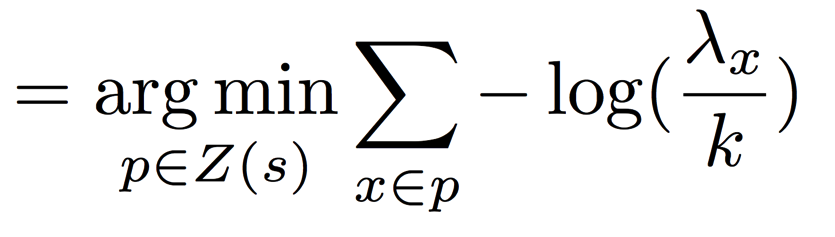 = arg min_{p∈Z(s)} ∑_{x∈p} − log(λ_x / k)